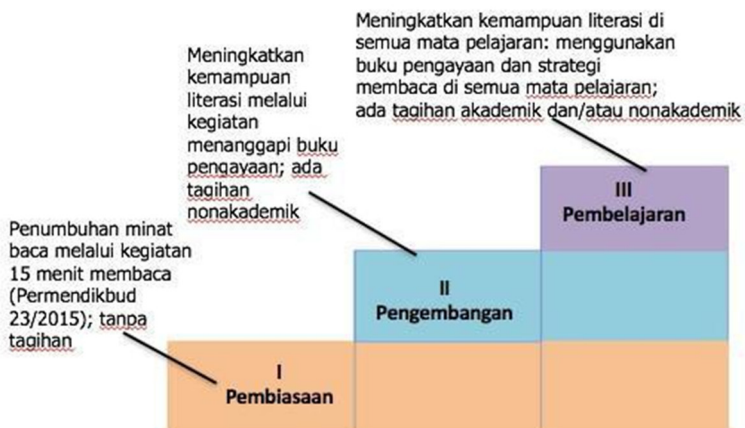 Meningkatkan kemampuan literasi di
semua mata pelajaran: menggunakan
buku pengayaan dan strategi
membaca di semua mata pelajaran;
ada tagihan akademik dan/atau nonakademik
Meningkatkan
kemampuan
literasi melalui
kegiatan
menanggapi buku
pengayaan; ada
tagihan
nonakademik
Penumbuhan minat
baca melalui kegiatan
15 menit membaca
(Permendikbud
23/2015); tanpa
tagihan
III
Pembelajaran
II
Pengembangan
I
Pembiasaan